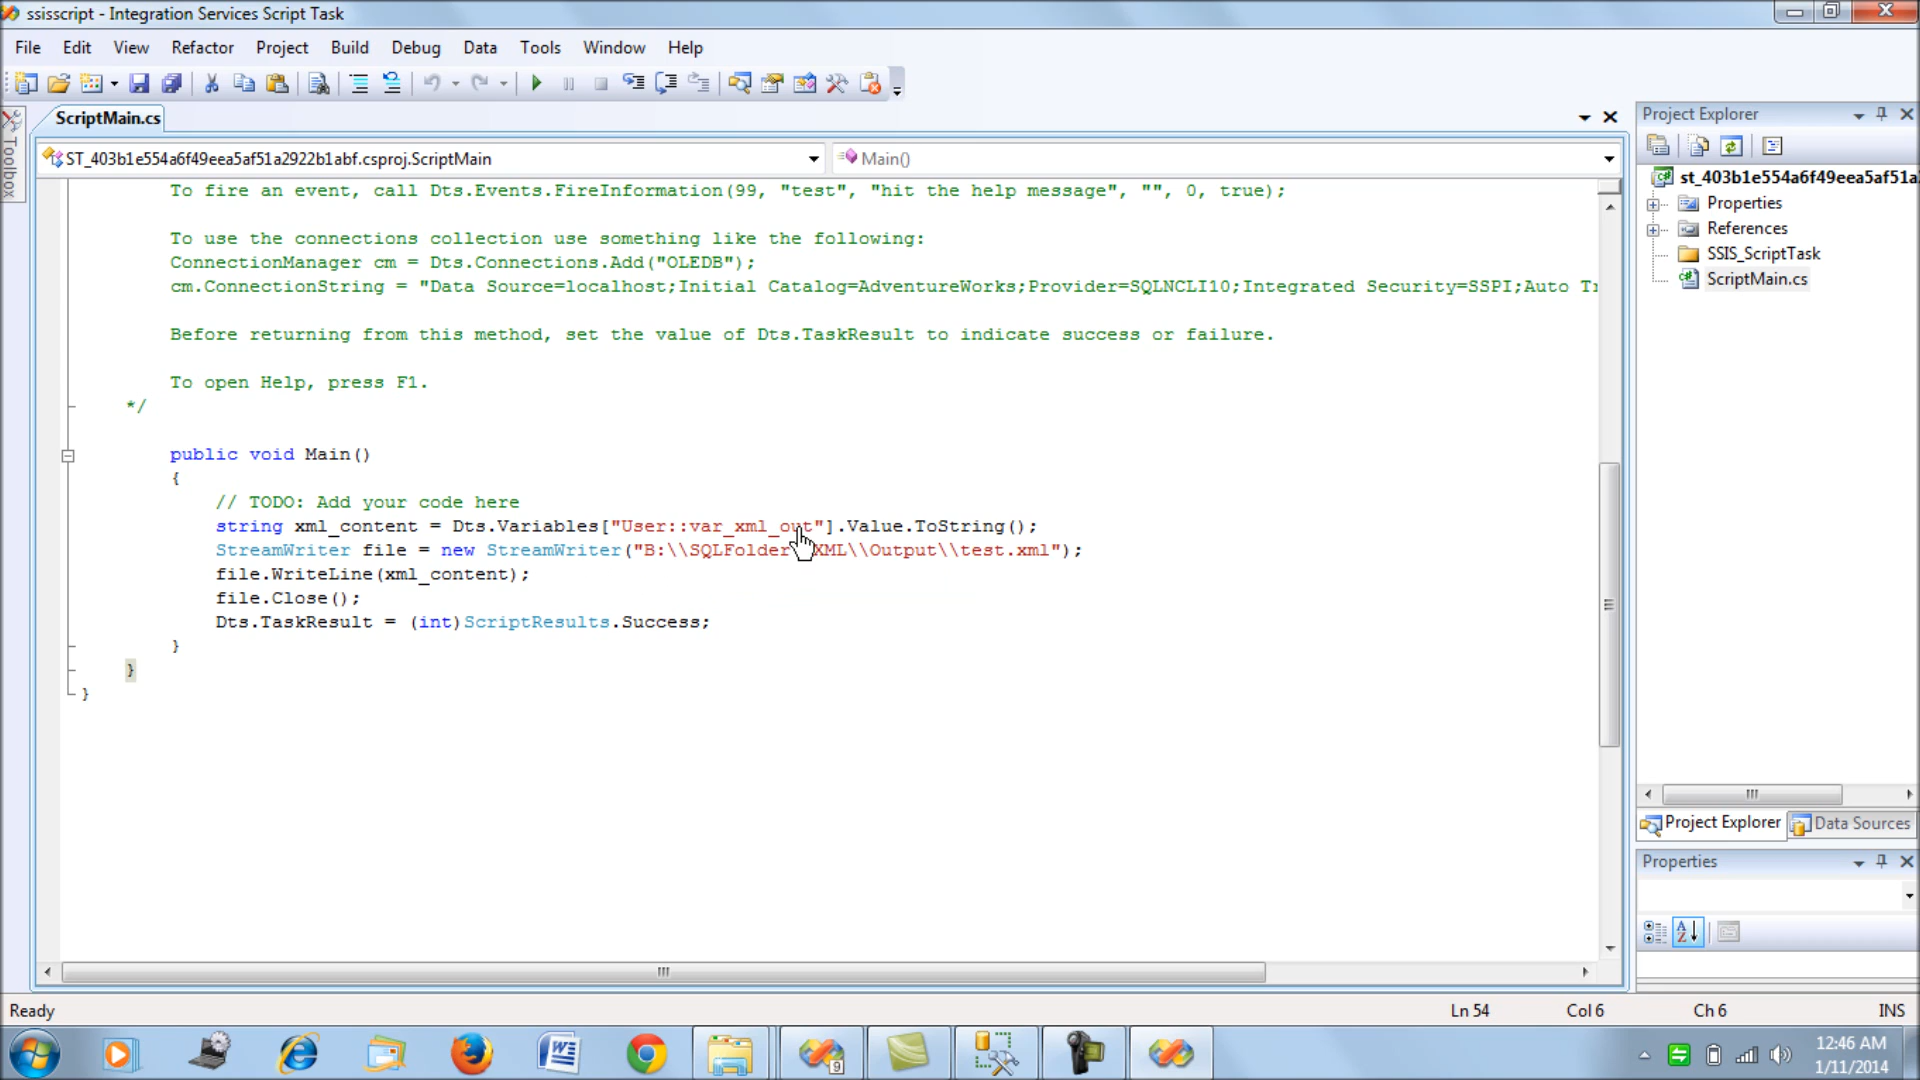 ssisscript - Integration Services Script Task
File Edit View Refactor Project Build Debug Data Tools Window Help
ScriptMain.cs
Toolbox
ST_403b1e554a6f49eea5af51a2922b1abf.csproj.ScriptMain
Main()
To fire an event, call Dts.Events.FireInformation(99, "test", "hit the help message", "", 0, true);
To use the connections collection use something like the following:
ConnectionManager cm = Dts.Connections.Add("OLEDB");
cm.ConnectionString = "Data Source=localhost;Initial Catalog=AdventureWorks;Provider=SQLNCLI10;Integrated Security=SSPI;Auto
Before returning from this method, set the value of Dts.TaskResult to indicate success or failure.
To open Help, press F1.
*/
public void Main()
{
// TODO: Add your code here
string xml_content = Dts.Variables["User::var_xml_out"].Value.ToString();
StreamWriter file = new StreamWriter("B:\\SQLFolder\\XML\\Output\\test.xml");
file.WriteLine(xml_content);
file.Close();
Dts.TaskResult = (int)ScriptResults.Success;
}
}
}
Project Explorer
st_403b1e554a6f49eea5af51a
Properties
References
SSIS_ScriptTask
ScriptMain.cs
Project Explorer
Data Sources
Properties
Ready
Ln 54
Col 6
Ch 6
INS
9
12:46 AM
1/11/2014